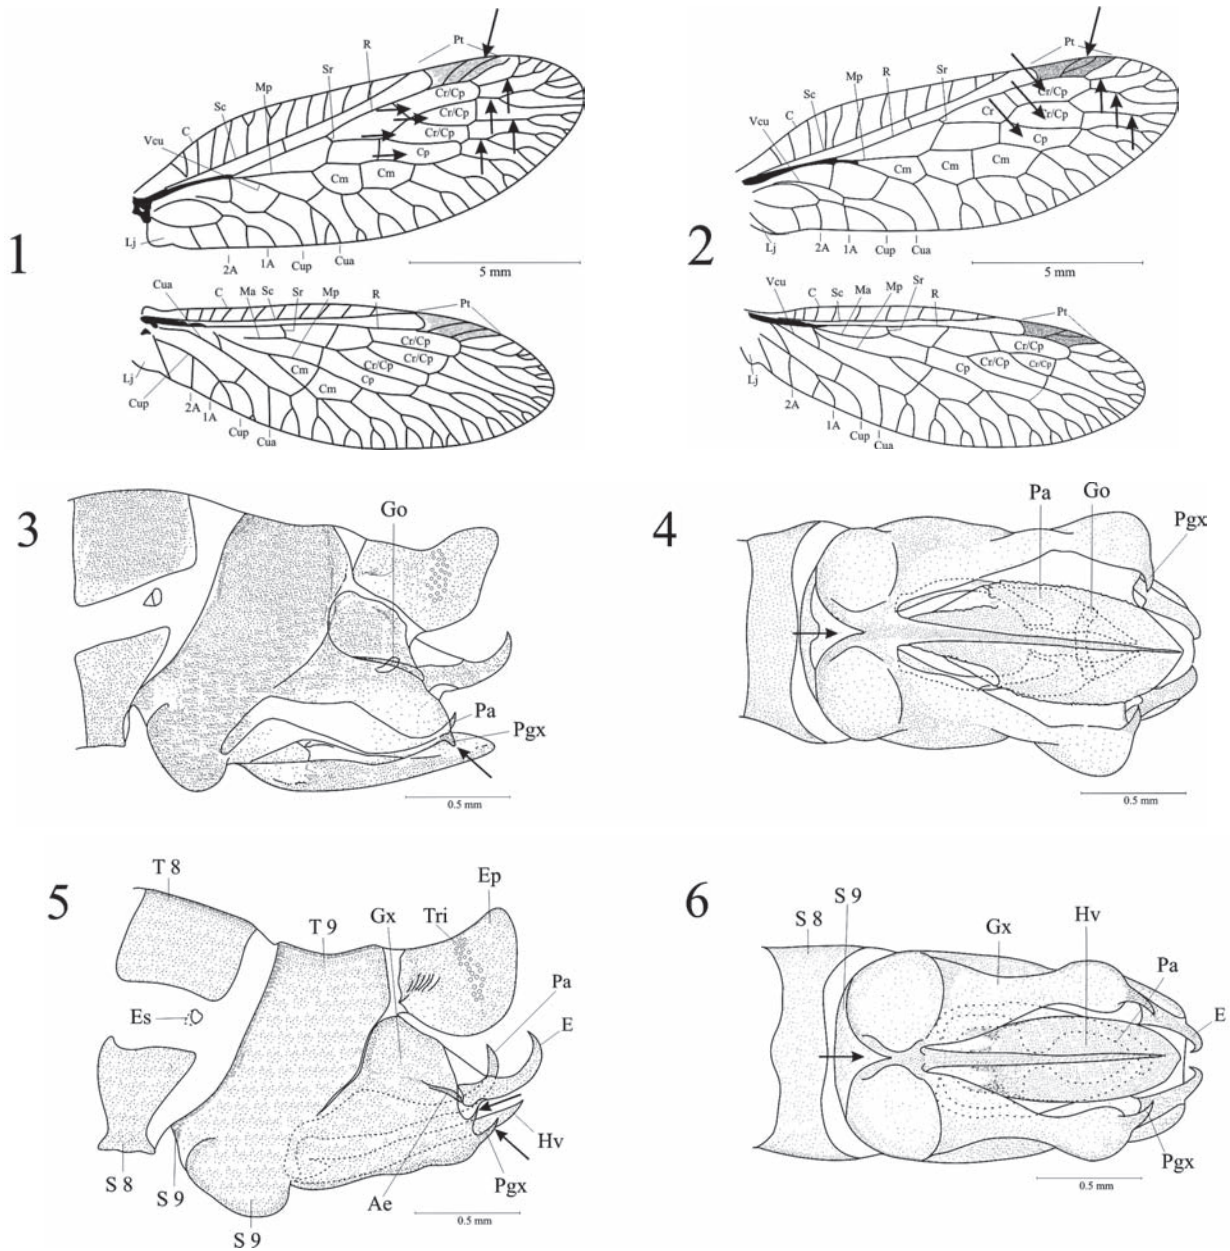 1
Vcu
C
Sc
Mp
Sr
R
Pt
Cr/Cp
Cr/Cp
Cr/Cp
Cp
Cm
Cm
Lj
2A
1A
Cup
Cua
5 mm
Cua
C
Ma
Sc
Sr
Mp
R
Pt
Cr/Cp
Cr/Cp
Cr/Cp
Cp
Cm
Cm
Lj
Cup
2A
1A
Cup
Cua
2
Vcu
C
Sc
Mp
R
Sr
Pt
Cr/Cp
Cr/Cp
Cr
Cp
Cm
Cm
Cm
Lj
2A
1A
Cup
Cua
5 mm
Vcu
C
Sc
Ma
Mp
Sr
R
Pt
Cr/Cp
Cr/Cp
Cr/Cp
Cp
Lj
2A
1A
Cup
Cua
3
Go
Pa
Pgx
0.5 mm
4
Pa
Go
Pgx
0.5 mm
5
T 8
T 9
Gx
Tri
Ep
Pa
E
Es
Hv
Pgx
Ae
S 8
S 9
S 9
0.5 mm
6
S 8
S 9
Gx
Hv
Pa
E
Pgx
0.5 mm